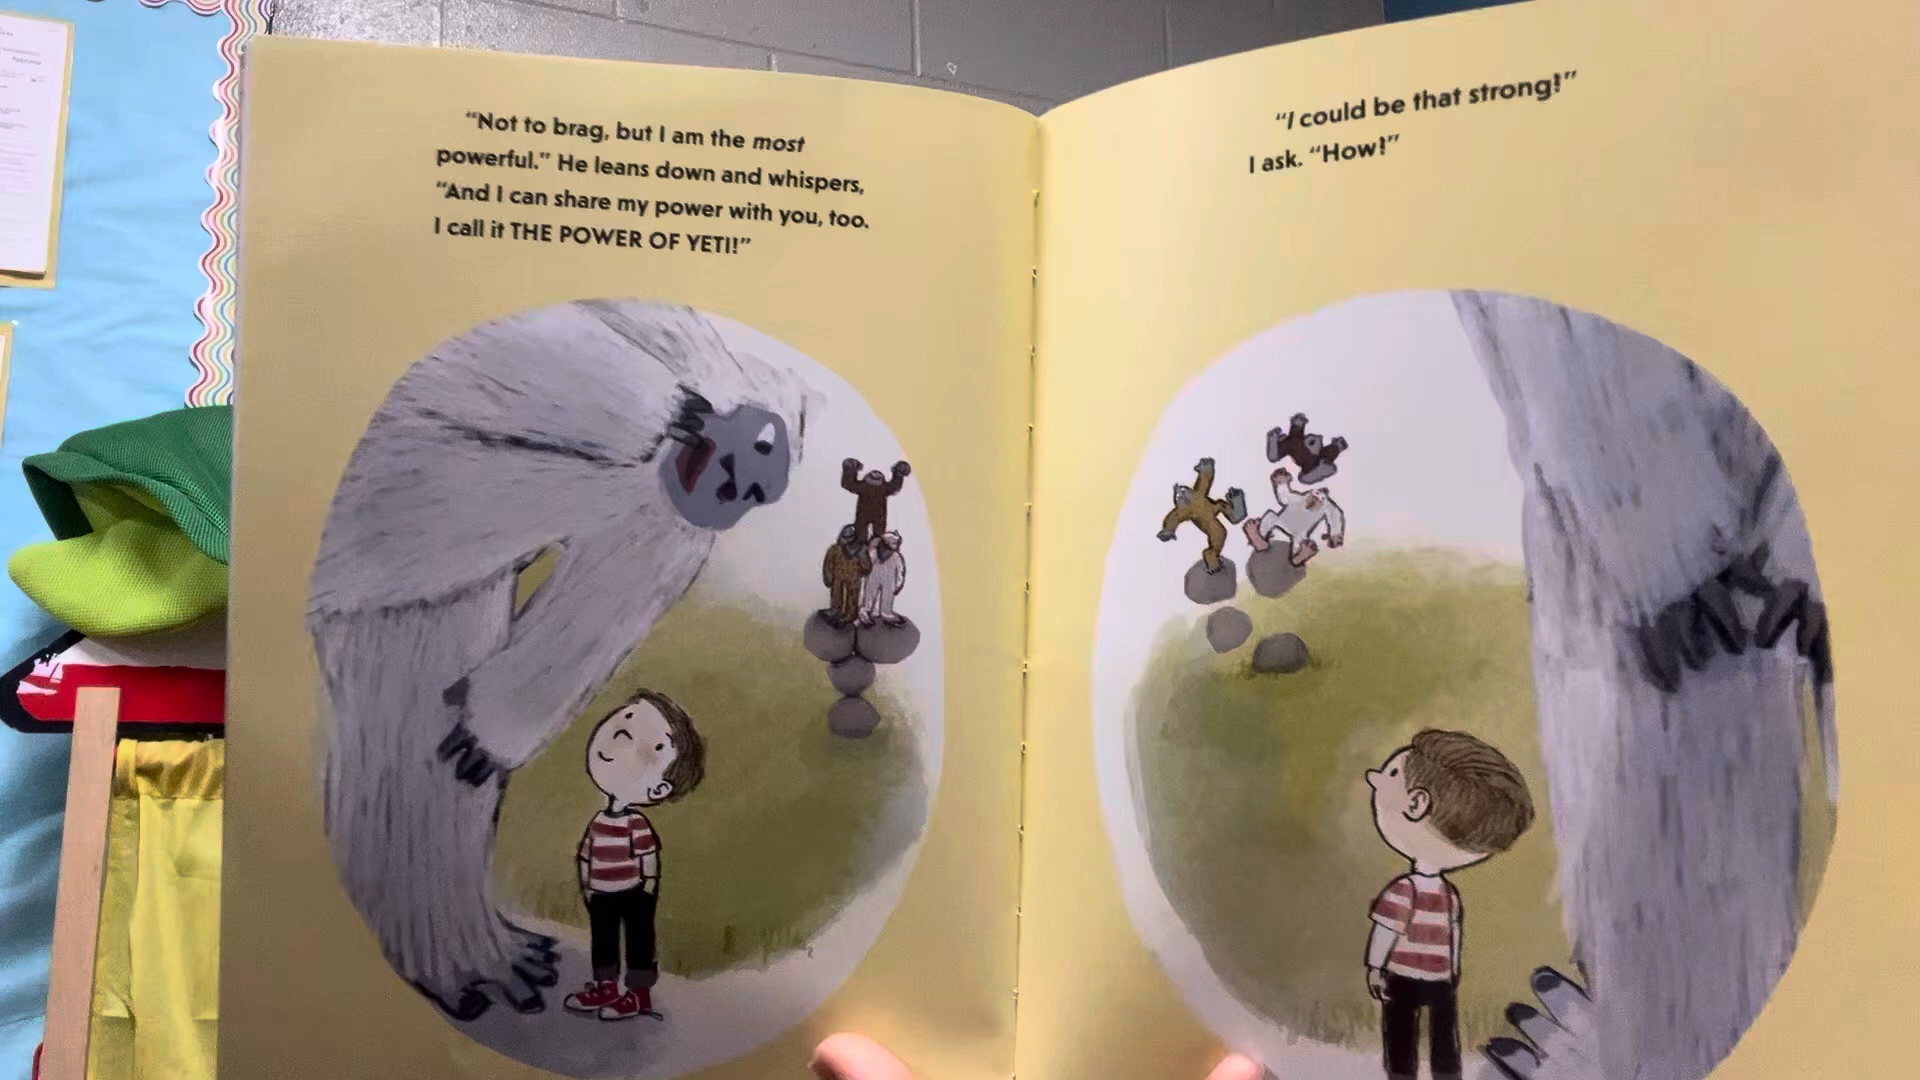 “Not to brag, but I am the most
powerful.” He leans down and whispers,
“And I can share my power with you, too.
I call it THE POWER OF YETI!”
“I could be that strong?”
I ask. “How?”